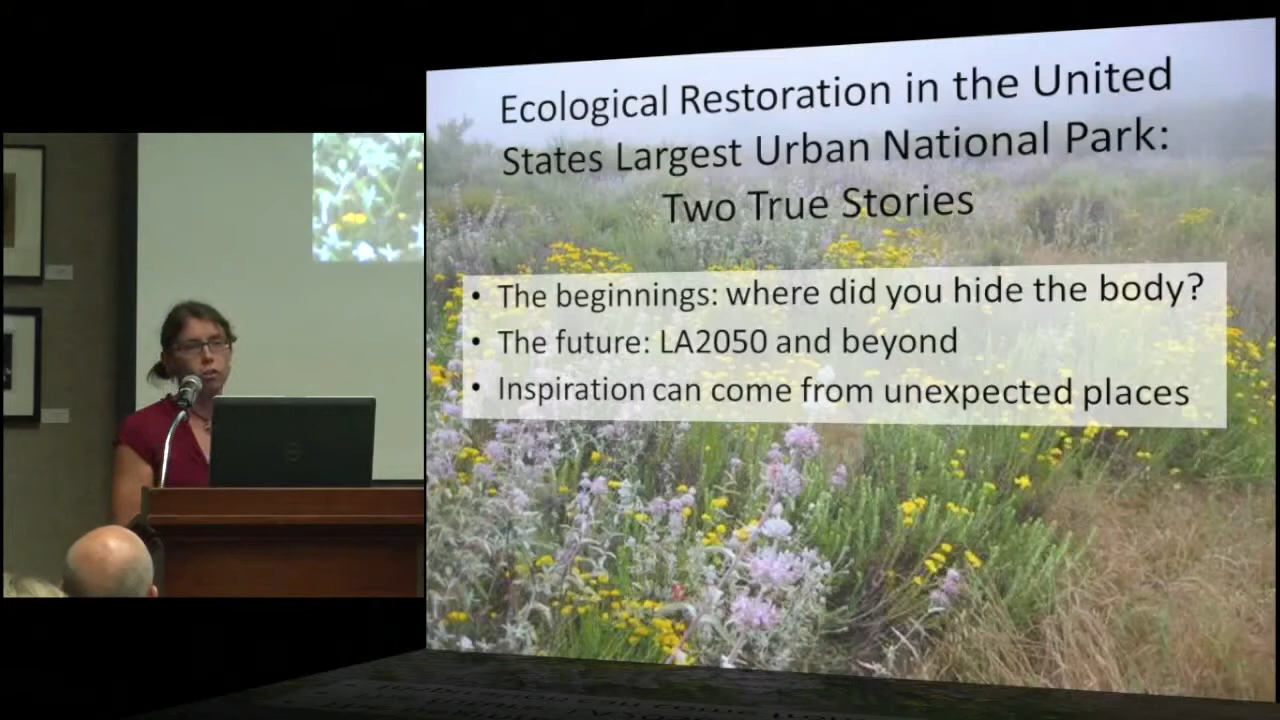 Ecological Restoration in the United
States Largest Urban National Park:
Two True Stories
• The beginnings: where did you hide the body?
• The future: LA2050 and beyond
• Inspiration can come from unexpected places